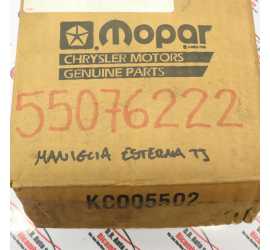 Mopar
CHRYSLER MOTORS
GENUINE PARTS
55076222
MANIGLIA ESTERNA TJ
KC005502